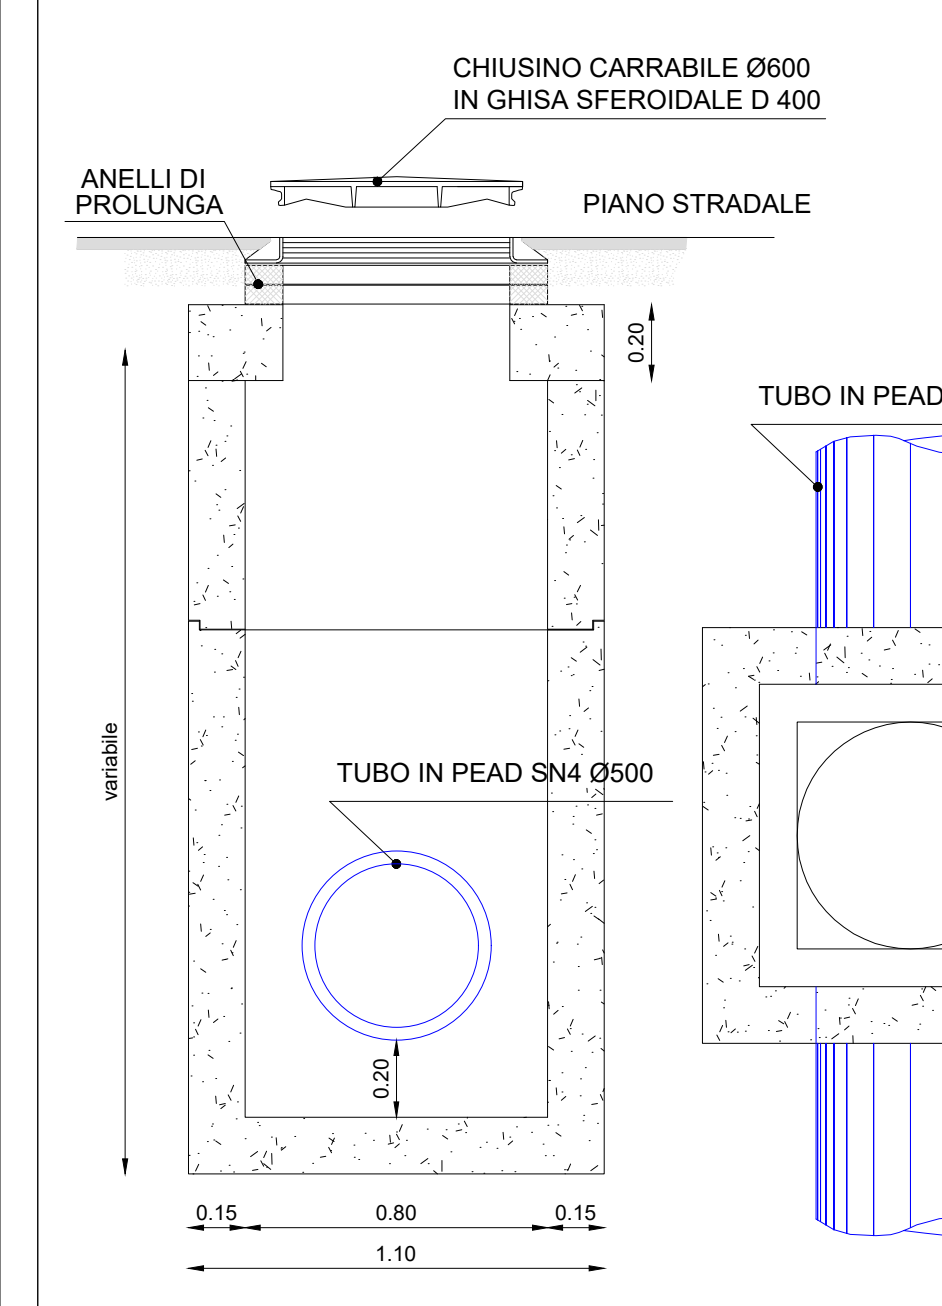 CHIUSINO CARRABILE Ø600
IN GHISA SFEROIDALE D 400
ANELLI DI
PROLUNGA
PIANO STRADALE
0.20
TUBO IN PEAD
variabile
TUBO IN PEAD SN4 Ø500
0.20
0.15
0.80
0.15
1.10